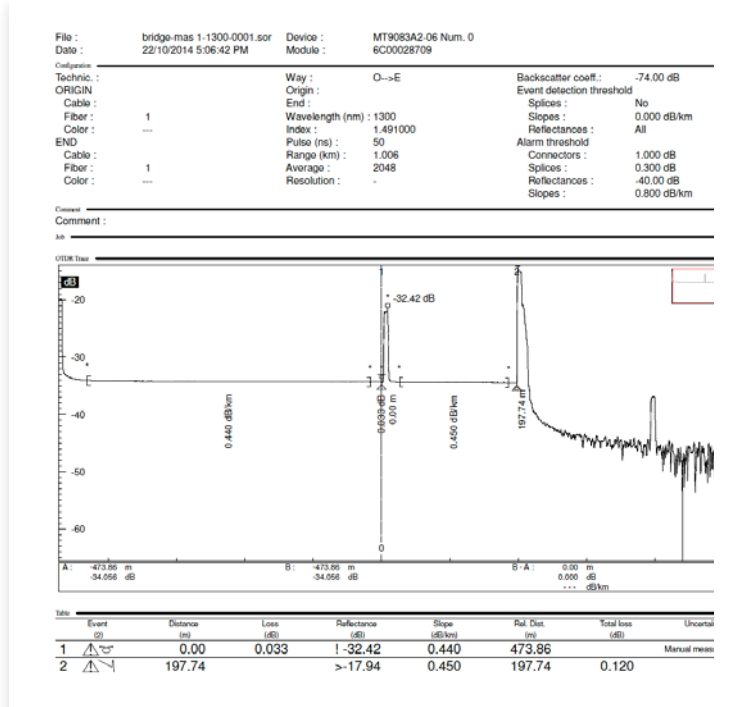 File : bridge-mas 1-1300-0001.sor Device : MT9083A2-06 Num. 0
Date : 22/10/2014 5:06:42 PM Module : 6C00028709
Configuration
Technic. : Way : O-->E Backscatter coeff.: -74.00 dB
ORIGIN Origin : Event detection threshold
Cable : End : Splices : No
Fiber : 1 Wavelength (nm) : 1300 Slopes : 0.000 dB/km
Color : --- Index : 1.491000 Reflectances : All
END Pulse (ns) : 50 Alarm threshold
Cable : Range (km) : 1.006 Connectors : 1.000 dB
Fiber : 1 Average : 2048 Splices : 0.300 dB
Color : --- Resolution : - Reflectances : -40.00 dB
Slopes : 0.800 dB/km
Comment
Comment :
Job
OTDR Trace
dB
1 2
-20
-32.42 dB
-30
-40
-50
-60
0.440 dB/km
0.033 dB
0.00 m
0.450 dB/km
197.74 m
0
A : -473.86 m B : -473.86 m B - A : 0.00 m
-34.056 dB -34.056 dB 0.000 dB
--- dB/km
Table
Event Distance Loss Reflectance Slope Rel. Dist. Total loss Uncertai
(2) (m) (dB) (dB) (dB/km) (m) (dB)
1 0.00 0.033 ! -32.42 0.440 473.86 Manual meas
2 197.74 >-17.94 0.450 197.74 0.120